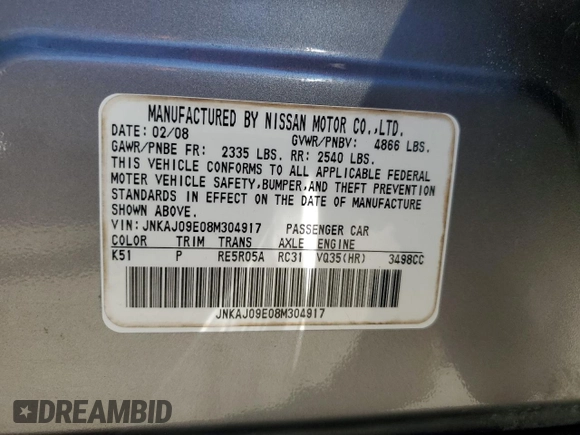 MANUFACTURED BY NISSAN MOTOR CO.,LTD.
DATE: 02/08 GVWR/PNBV: 4866 LBS.
GAWR/PNBE FR: 2335 LBS. RR: 2540 LBS.
THIS VEHICLE CONFORMS TO ALL APPLICABLE FEDERAL
MOTER VEHICLE SAFETY,BUMPER,AND THEFT PREVENTION
STANDARDS IN EFFECT ON THE DATE OF MANUFACTURE
SHOWN ABOVE.
VIN: JNKAJ09E08M304917 PASSENGER CAR
COLOR TRIM TRANS AXLE ENGINE
K51 P RE5R05A RC31 VQ35(HR) 3498CC
JNKAJ09E08M304917
DREAMBID